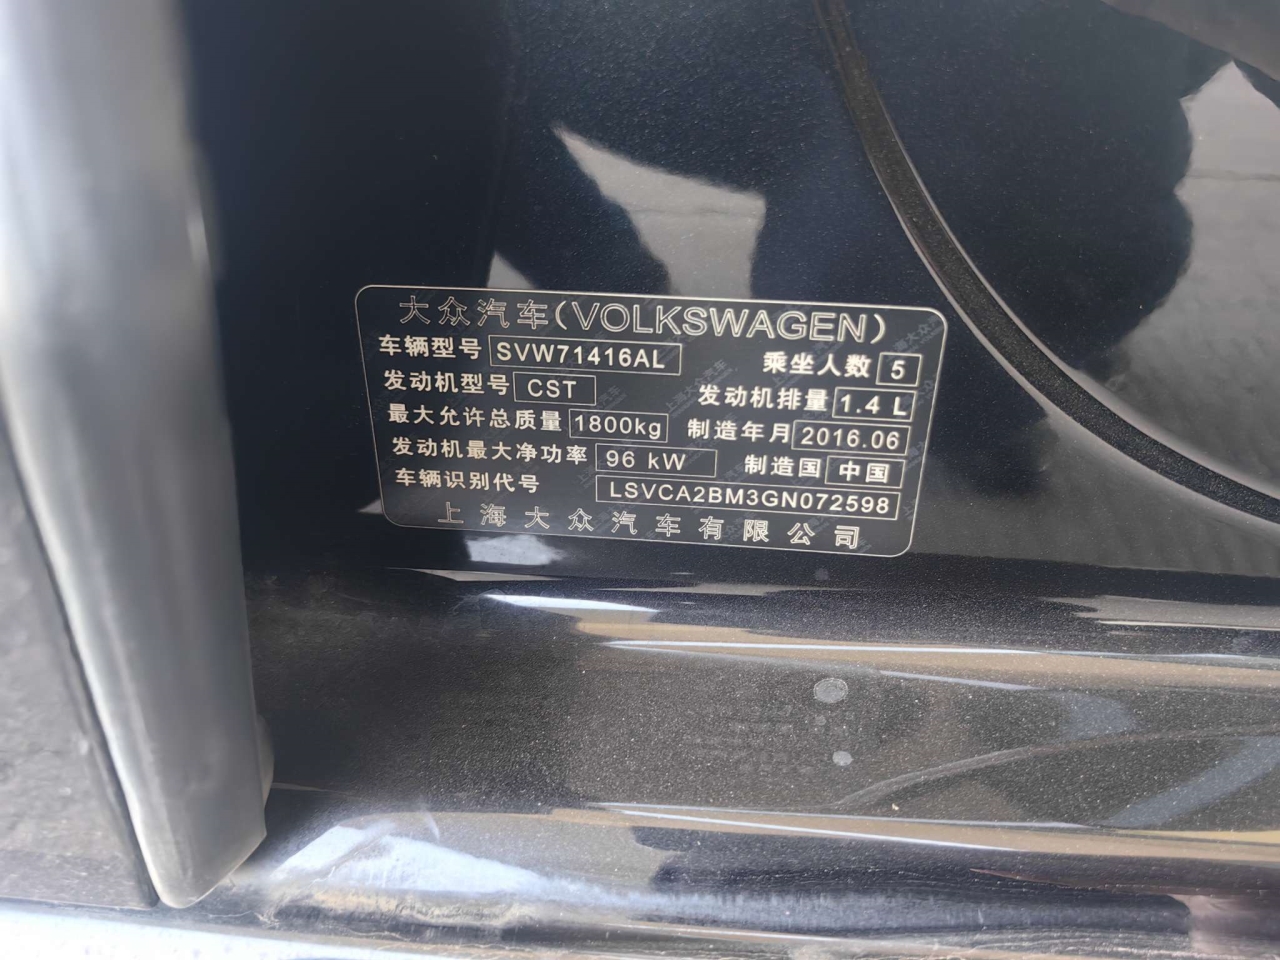 大众汽车(VOLKSWAGEN)
车辆型号 SVW71416AL 乘坐人数 5
发动机型号 CST 发动机排量 1.4 L
最大允许总质量 1800kg 制造年月 2016.06
发动机最大净功率 96 kW 制造国 中国
车辆识别代号 LSVCA2BM3GN072598
上海大众汽车有限公司